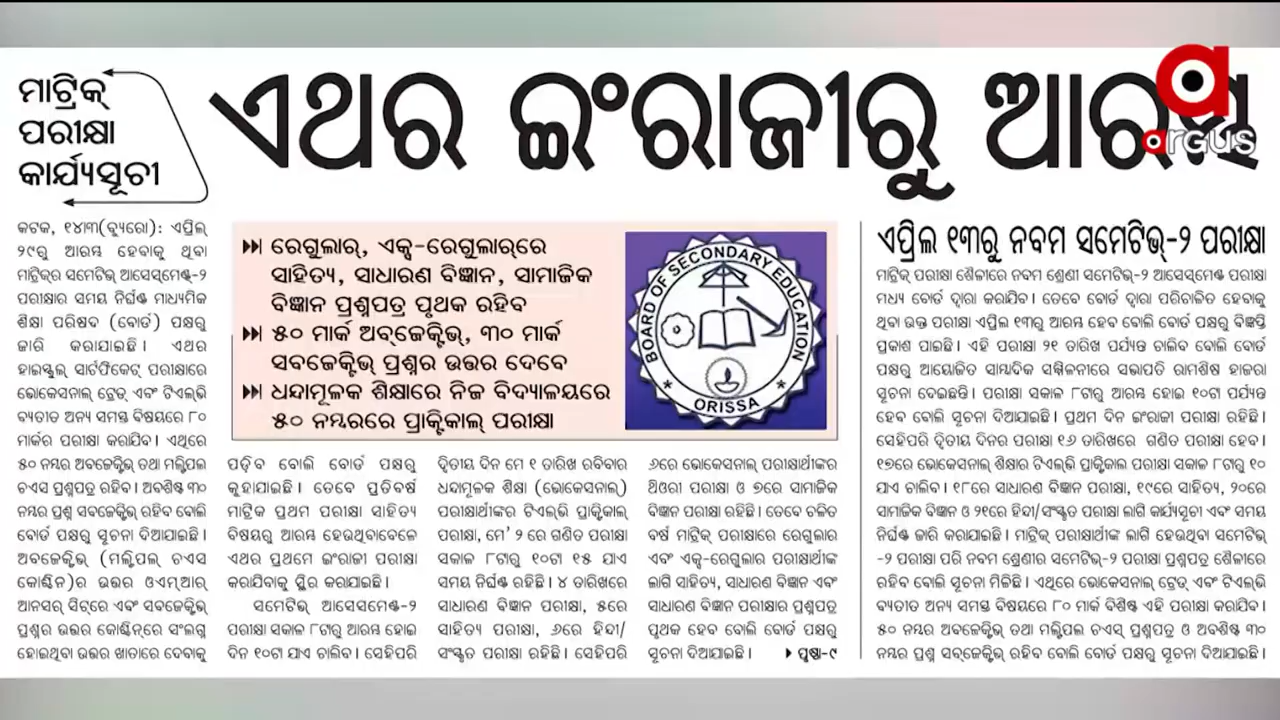 ମାଟ୍ରିକ୍
ପରୀକ୍ଷା
କାର୍ଯ୍ୟସୂଚୀ
ଏଥର ଇଂରାଜୀରୁ ଆରମ୍ଭ
argus
କଟକ, ୧୪ା୩(ବ୍ୟୁରୋ): ଏପ୍ରିଲ୍
୨୯ରୁ ଆରମ୍ଭ ହେବାକୁ ଥିବା
ମାଟ୍ରିକ୍‌ର ସମେଟିଭ୍ ଆସେସ୍‌ମେଣ୍ଟ-୨
ପରୀକ୍ଷାର ସମୟ ନିର୍ଘଣ୍ଟ ମାଧ୍ୟମିକ
ଶିକ୍ଷା ପରିଷଦ (ବୋର୍ଡ) ପକ୍ଷରୁ
ଜାରି କରାଯାଇଛି। ଏଥର
ହାଇସ୍କୁଲ୍ ସାର୍ଟିଫିକେଟ୍ ପରୀକ୍ଷାରେ
ଭୋକେସନାଲ୍ ଟ୍ରେଡ୍ ଏବଂ ଟିଏଲ୍‌ଭି
ବ୍ୟତୀତ ଅନ୍ୟ ସମସ୍ତ ବିଷୟରେ ୮୦
ମାର୍କର ପରୀକ୍ଷା କରାଯିବ। ଏଥିରେ
୫୦ ନମ୍ବର ଅବଜେକ୍ଟିଭ୍ ତଥା ମଲ୍ଟିପଲ
ଚଏସ ପ୍ରଶ୍ନପତ୍ର ରହିବ। ଅବଶିଷ୍ଟ ୩୦
ନମ୍ବର ପ୍ରଶ୍ନ ସବଜେକ୍ଟିଭ୍ ରହିବ ବୋଲି
ବୋର୍ଡ ପକ୍ଷରୁ ସୂଚନା ଦିଆଯାଇଛି।
ଅବଜେକ୍ଟିଭ୍ (ମଲ୍ଟିପଲ୍ ଚଏସ
କୋଶ୍ଚିନ)ର ଉତ୍ତର ଓଏମ୍ଆର୍
ଆନସର୍ ସିଟ୍‌ରେ ଏବଂ ସବଜେକ୍ଟିଭ୍
ପ୍ରଶ୍ନର ଉତ୍ତର କୋଶ୍ଚିନ୍‌ରେ ସଂଲଗ୍ନ
ହୋଇଥିବା ଉତ୍ତର ଖାତାରେ ଦେବାକୁ
▸▸ ରେଗୁଲାର୍, ଏକ୍ସ-ରେଗୁଲାର୍‌ରେ
ସାହିତ୍ୟ, ସାଧାରଣ ବିଜ୍ଞାନ, ସାମାଜିକ
ବିଜ୍ଞାନ ପ୍ରଶ୍ନପତ୍ର ପୃଥକ ରହିବ
▸▸ ୫୦ ମାର୍କ ଅବ୍‌ଜେକ୍ଟିଭ୍, ୩୦ ମାର୍କ
ସବଜେକ୍ଟିଭ୍ ପ୍ରଶ୍ନର ଉତ୍ତର ଦେବେ
▸▸ ଧନ୍ଦାମୂଳକ ଶିକ୍ଷାରେ ନିଜ ବିଦ୍ୟାଳୟରେ
୫୦ ନମ୍ବରରେ ପ୍ରାକ୍ଟିକାଲ୍ ପରୀକ୍ଷା
BOARD OF SECONDARY EDUCATION
ORISSA
ପଡ଼ିବ ବୋଲି ବୋର୍ଡ ପକ୍ଷରୁ
କୁହାଯାଇଛି। ତେବେ ପ୍ରତିବର୍ଷ
ମାଟ୍ରିକ ପ୍ରଥମ ପରୀକ୍ଷା ସାହିତ୍ୟ
ବିଷୟରୁ ଆରମ୍ଭ ହେଉଥିବାବେଳେ
ଏଥର ପ୍ରଥମେ ଇଂରାଜୀ ପରୀକ୍ଷା
କରାଯିବାକୁ ସ୍ଥିର କରାଯାଇଛି।
ସମେଟିଭ୍ ଆସେସମେଣ୍ଟ-୨
ପରୀକ୍ଷା ସକାଳ ୮ଟାରୁ ଆରମ୍ଭ ହୋଇ
ଦିନ ୧୦ଟା ଯାଏ ଚାଲିବ। ସେହିପରି
ଦ୍ୱିତୀୟ ଦିନ ମେ ୧ ତାରିଖ ରବିବାର
ଧନ୍ଦାମୂଳକ ଶିକ୍ଷା (ଭୋକେସନାଲ୍)
ପରୀକ୍ଷାର୍ଥୀଙ୍କର ଟିଏଲ୍‌ଭି ପ୍ରାକ୍ଟିକାଲ୍
ପରୀକ୍ଷା, ମେ' ୨ ରେ ଗଣିତ ପରୀକ୍ଷା
ସକାଳ ୮ଟାରୁ ୧୦ଟା ୧୫ ଯାଏ
ସମୟ ନିର୍ଘଣ୍ଟ ରହିଛି। ୪ ତାରିଖରେ
ସାଧାରଣ ବିଜ୍ଞାନ ପରୀକ୍ଷା, ୫ରେ
ସାହିତ୍ୟ ପରୀକ୍ଷା, ୬ରେ ହିନ୍ଦୀ/
ସଂସ୍କୃତ ପରୀକ୍ଷା ରହିଛି। ସେହିପରି
୬ରେ ଭୋକେସନାଲ୍ ପରୀକ୍ଷାର୍ଥୀଙ୍କର
ଥିଓରୀ ପରୀକ୍ଷା ଓ ୭ରେ ସାମାଜିକ
ବିଜ୍ଞାନ ପରୀକ୍ଷା ରହିଛି। ତେବେ ଚଳିତ
ବର୍ଷ ମାଟ୍ରିକ୍ ପରୀକ୍ଷାରେ ରେଗୁଲାର
ଏବଂ ଏକ୍ସ-ରେଗୁଲାର ପରୀକ୍ଷାର୍ଥୀଙ୍କ
ଲାଗି ସାହିତ୍ୟ, ସାଧାରଣ ବିଜ୍ଞାନ ଏବଂ
ସାଧାରଣ ବିଜ୍ଞାନ ପରୀକ୍ଷାର ପ୍ରଶ୍ନପତ୍ର
ପୃଥକ ହେବ ବୋଲି ବୋର୍ଡ ପକ୍ଷରୁ
ସୂଚନା ଦିଆଯାଇଛି। ▸ ପୃଷ୍ଠା-୯
ଏପ୍ରିଲ ୧୩ରୁ ନବମ ସମେଟିଭ୍-୨ ପରୀକ୍ଷା
ମାଟ୍ରିକ୍ ପରୀକ୍ଷା ଶୈଳୀରେ ନବମ ଶ୍ରେଣୀ ସମେଟିଭ୍-୨ ଆସେସ୍‌ମେଣ୍ଟ ପରୀକ୍ଷା
ମଧ୍ୟ ବୋର୍ଡ ଦ୍ୱାରା କରାଯିବ। ତେବେ ବୋର୍ଡ ଦ୍ୱାରା ପରିଚାଳିତ ହେବାକୁ
ଥିବା ଉକ୍ତ ପରୀକ୍ଷା ଏପ୍ରିଲ ୧୩ରୁ ଆରମ୍ଭ ହେବ ବୋଲି ବୋର୍ଡ ପକ୍ଷରୁ ବିଜ୍ଞପ୍ତି
ପ୍ରକାଶ ପାଇଛି। ଏହି ପରୀକ୍ଷା ୨୧ ତାରିଖ ପର୍ଯ୍ୟନ୍ତ ଚାଲିବ ବୋଲି ବୋର୍ଡ
ପକ୍ଷରୁ ଆୟୋଜିତ ସାମ୍ବାଦିକ ସମ୍ମିଳନୀରେ ସଭାପତି ରାମାଶିଷ ହାଜରା
ସୂଚନା ଦେଇଛନ୍ତି। ପରୀକ୍ଷା ସକାଳ ୮ଟାରୁ ଆରମ୍ଭ ହୋଇ ୧୦ଟା ପର୍ଯ୍ୟନ୍ତ
ହେବ ବୋଲି ସୂଚନା ଦିଆଯାଇଛି। ପ୍ରଥମ ଦିନ ଇଂରାଜୀ ପରୀକ୍ଷା ରହିଛି।
ସେହିପରି ଦ୍ୱିତୀୟ ଦିନର ପରୀକ୍ଷା ୧୬ ତାରିଖରେ ଗଣିତ ପରୀକ୍ଷା ହେବ।
୧୭ରେ ଭୋକେସନାଲ୍ ଶିକ୍ଷାର ଟିଏଲ୍‌ଭି ପ୍ରାକ୍ଟିକାଲ ପରୀକ୍ଷା ସକାଳ ୮ଟାରୁ ୧୦
ଯାଏ ଚାଲିବ। ୧୮ରେ ସାଧାରଣ ବିଜ୍ଞାନ ପରୀକ୍ଷା, ୧୯ରେ ସାହିତ୍ୟ, ୨୦ରେ
ସାମାଜିକ ବିଜ୍ଞାନ ଓ ୨୧ରେ ହିନ୍ଦୀ/ସଂସ୍କୃତ ପରୀକ୍ଷା ଲାଗି କାର୍ଯ୍ୟସୂଚୀ ଏବଂ ସମୟ
ନିର୍ଘଣ୍ଟ ଜାରି କରାଯାଇଛି। ମାଟ୍ରିକ୍ ପରୀକ୍ଷାର୍ଥୀଙ୍କ ଲାଗି ହେଉଥିବା ସମେଟିଭ୍
-୨ ପରୀକ୍ଷା ପରି ନବମ ଶ୍ରେଣୀର ସମେଟିଭ୍-୨ ପରୀକ୍ଷା ପ୍ରଶ୍ନପତ୍ର ଶୈଳୀରେ
ରହିବ ବୋଲି ସୂଚନା ମିଳିଛି। ଏଥିରେ ଭୋକେସନାଲ୍ ଟ୍ରେଡ୍ ଏବଂ ଟିଏଲ୍‌ଭି
ବ୍ୟତୀତ ଅନ୍ୟ ସମସ୍ତ ବିଷୟରେ ୮୦ ମାର୍କ ବିଶିଷ୍ଟ ଏହି ପରୀକ୍ଷା କରାଯିବ।
୫୦ ନମ୍ବର ଅବଜେକ୍ଟିଭ୍ ତଥା ମଲ୍ଟିପଲ ଚଏସ୍ ପ୍ରଶ୍ନପତ୍ର ଓ ଅବଶିଷ୍ଟ ୩୦
ନମ୍ବର ପ୍ରଶ୍ନ ସବ୍‌ଜେକ୍ଟିଭ୍ ରହିବ ବୋଲି ବୋର୍ଡ ପକ୍ଷରୁ ସୂଚନା ଦିଆଯାଇଛି।